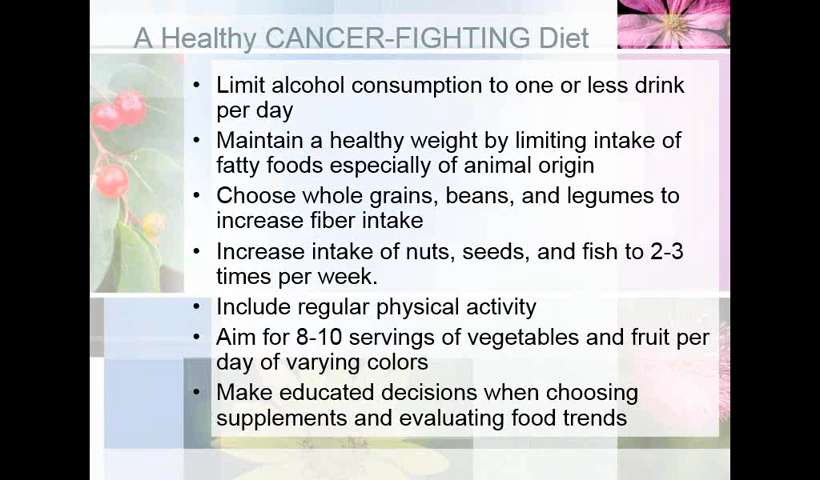 A Healthy CANCER-FIGHTING Diet
• Limit alcohol consumption to one or less drink
per day
• Maintain a healthy weight by limiting intake of
fatty foods especially of animal origin
• Choose whole grains, beans, and legumes to
increase fiber intake
• Increase intake of nuts, seeds, and fish to 2-3
times per week.
• Include regular physical activity
• Aim for 8-10 servings of vegetables and fruit per
day of varying colors
• Make educated decisions when choosing
supplements and evaluating food trends